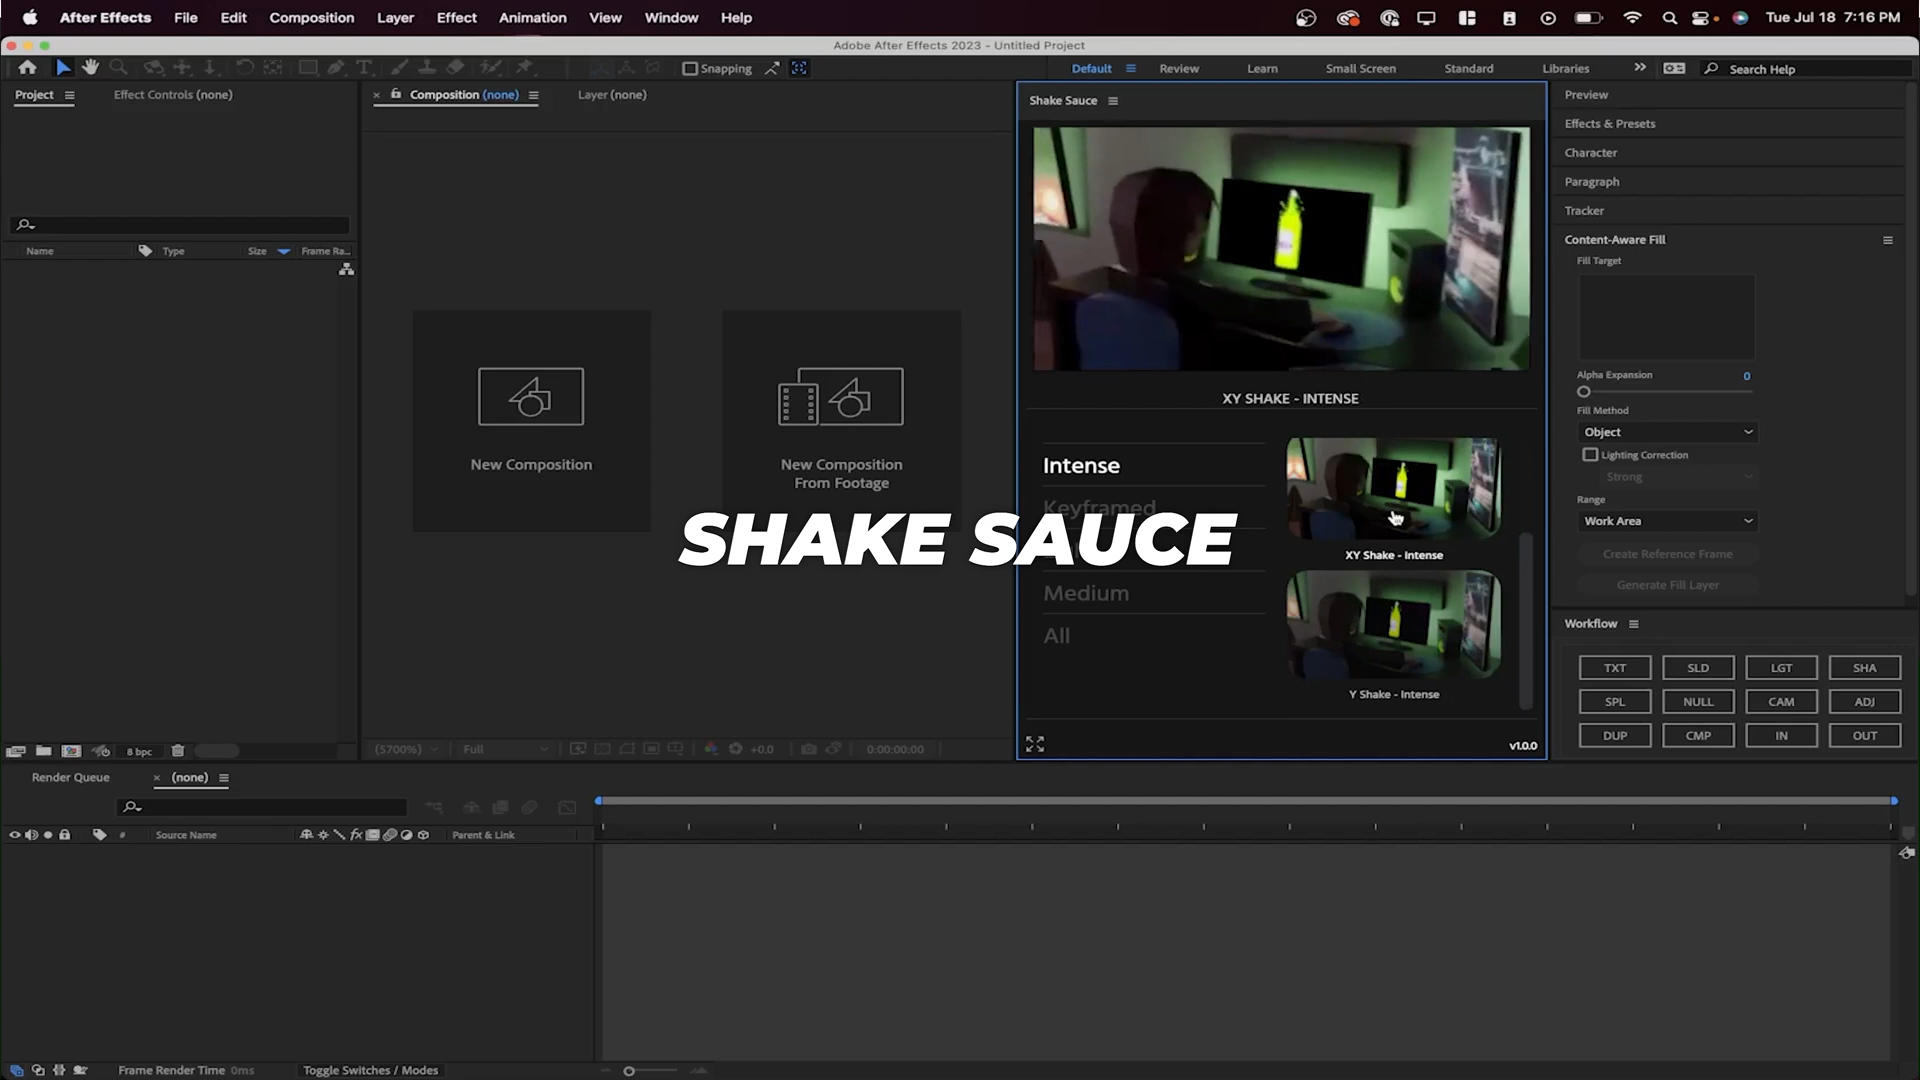 After Effects File Edit Composition Layer Effect Animation View Window Help
Tue Jul 18 7:16 PM
Adobe After Effects 2023 - Untitled Project
Snapping
Default Review Learn Small Screen Standard Libraries
Search Help
Project
Effect Controls (none)
Composition (none)
Layer (none)
Name Type Size Frame Ra...
New Composition
New Composition
From Footage
8 bpc
(5700%) Full +0.0 0:00:00:00
Shake Sauce
XY SHAKE - INTENSE
Intense
Keyframed
Medium
All
XY Shake - Intense
Y Shake - Intense
v1.0.0
SHAKE SAUCE
Preview
Effects & Presets
Character
Paragraph
Tracker
Content-Aware Fill
Fill Target
Alpha Expansion 0
Fill Method
Object
Lighting Correction
Strong
Range
Work Area
Create Reference Frame
Generate Fill Layer
Workflow
TXT SLD LGT SHA
SPL NULL CAM ADJ
DUP CMP IN OUT
Render Queue
(none)
# Source Name fx Parent & Link
Frame Render Time 0ms
Toggle Switches / Modes